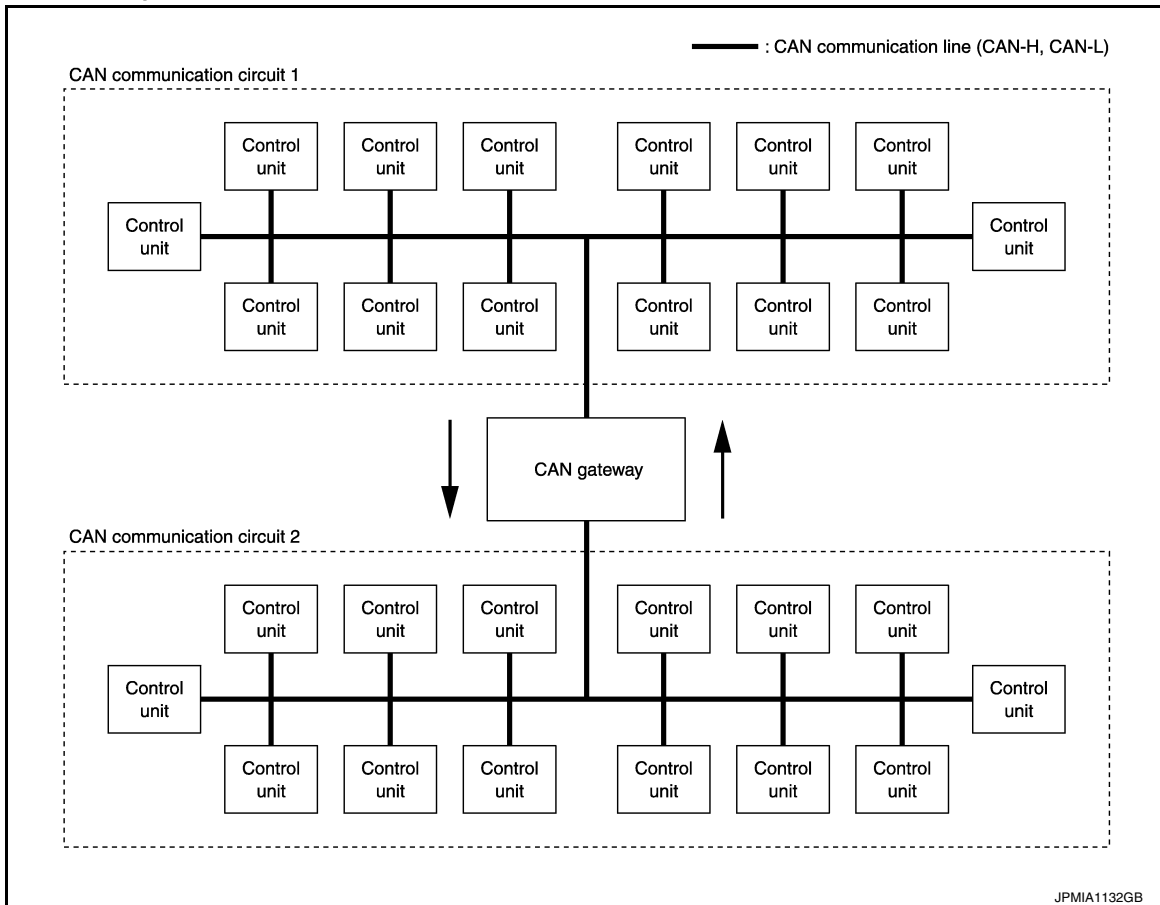 : CAN communication line (CAN-H, CAN-L)
CAN communication circuit 1
Control
unit
Control
unit
Control
unit
Control
unit
Control
unit
Control
unit
Control
unit
Control
unit
Control
unit
Control
unit
Control
unit
Control
unit
Control
unit
Control
unit
CAN gateway
CAN communication circuit 2
Control
unit
Control
unit
Control
unit
Control
unit
Control
unit
Control
unit
Control
unit
Control
unit
Control
unit
Control
unit
Control
unit
Control
unit
Control
unit
Control
unit
JPMIA1132GB